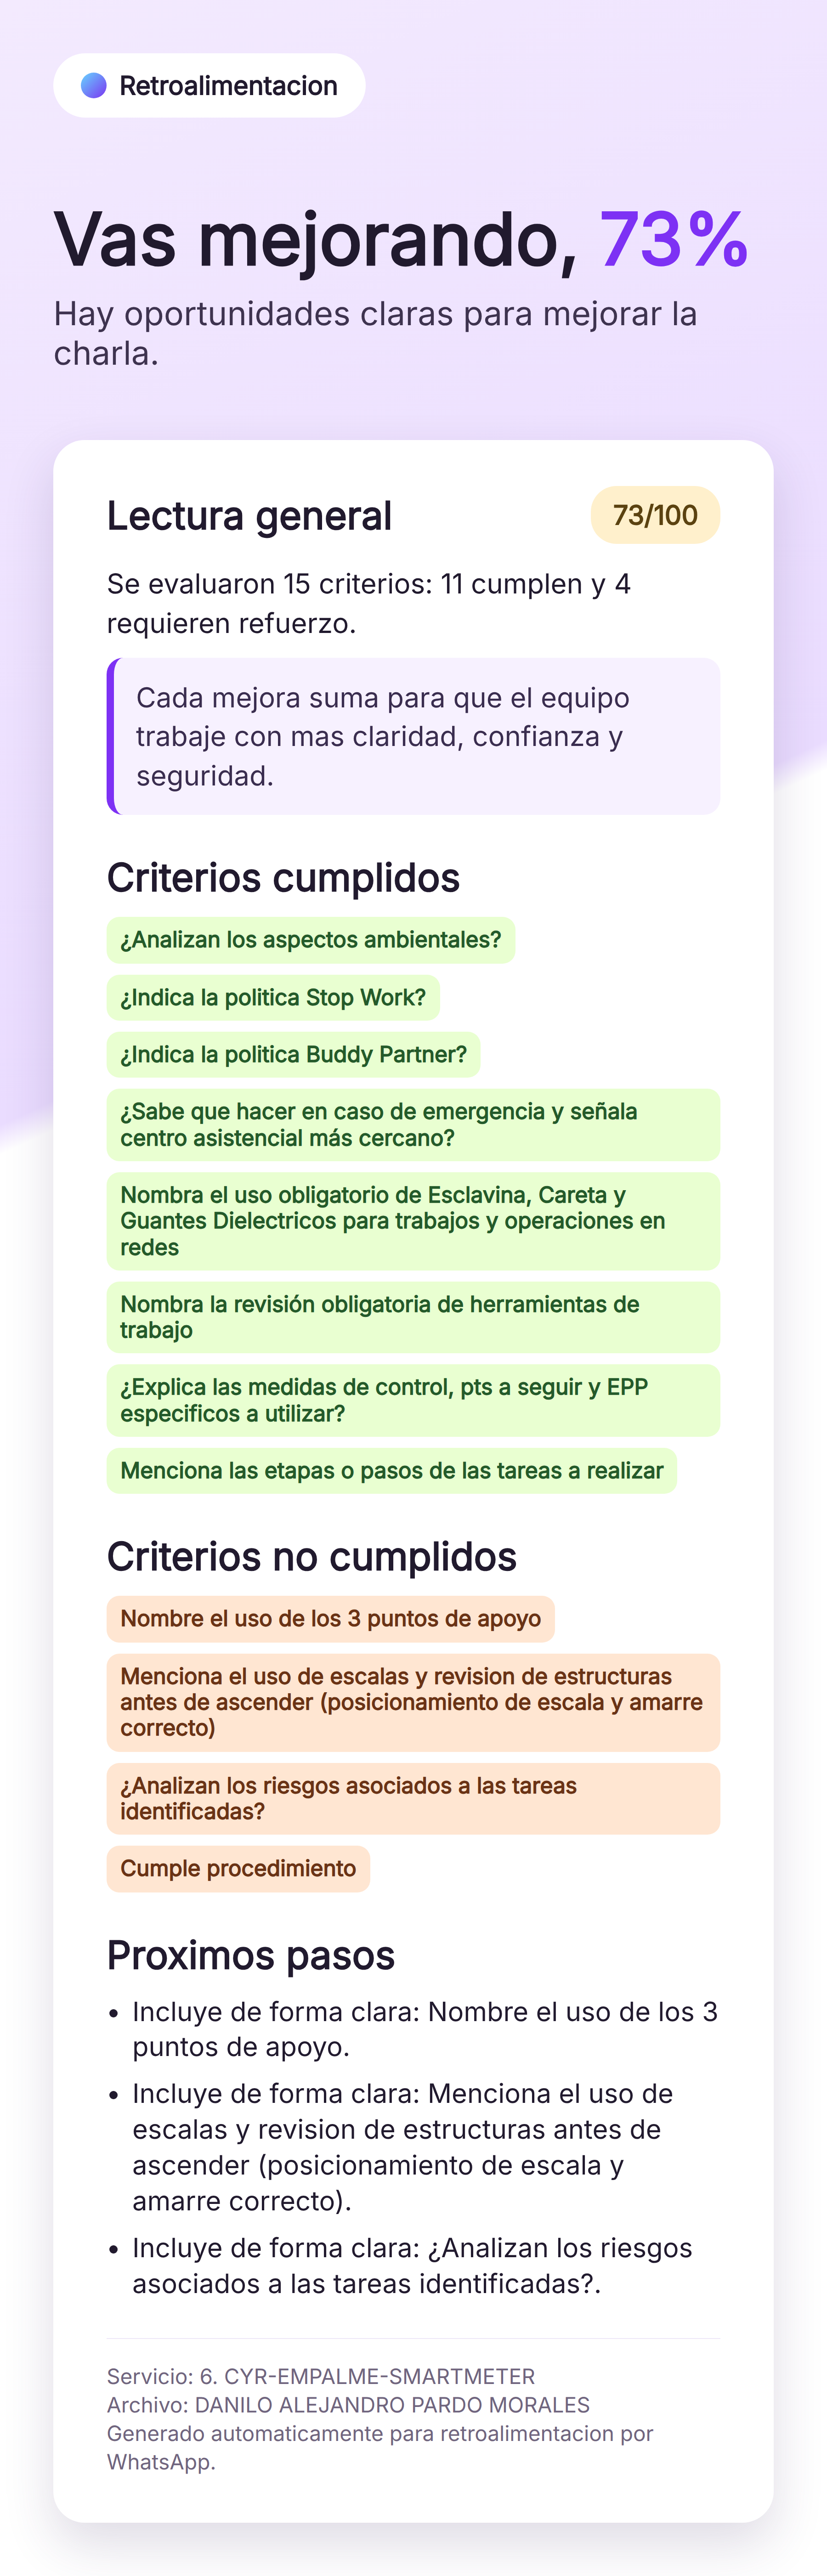 Retroalimentacion
Vas mejorando, 73%
Hay oportunidades claras para mejorar la
charla.
Lectura general
73/100
Se evaluaron 15 criterios: 11 cumplen y 4
requieren refuerzo.
Cada mejora suma para que el equipo
trabaje con mas claridad, confianza y
seguridad.
Criterios cumplidos
¿Analizan los aspectos ambientales?
¿Indica la politica Stop Work?
¿Indica la politica Buddy Partner?
¿Sabe que hacer en caso de emergencia y señala
centro asistencial más cercano?
Nombra el uso obligatorio de Esclavina, Careta y
Guantes Dielectricos para trabajos y operaciones en
redes
Nombra la revisión obligatoria de herramientas de
trabajo
¿Explica las medidas de control, pts a seguir y EPP
especificos a utilizar?
Menciona las etapas o pasos de las tareas a realizar
Criterios no cumplidos
Nombre el uso de los 3 puntos de apoyo
Menciona el uso de escalas y revision de estructuras
antes de ascender (posicionamiento de escala y amarre
correcto)
¿Analizan los riesgos asociados a las tareas
identificadas?
Cumple procedimiento
Proximos pasos
• Incluye de forma clara: Nombre el uso de los 3
puntos de apoyo.
• Incluye de forma clara: Menciona el uso de
escalas y revision de estructuras antes de
ascender (posicionamiento de escala y
amarre correcto).
• Incluye de forma clara: ¿Analizan los riesgos
asociados a las tareas identificadas?.
Servicio: 6. CYR-EMPALME-SMARTMETER
Archivo: DANILO ALEJANDRO PARDO MORALES
Generado automaticamente para retroalimentacion por
WhatsApp.